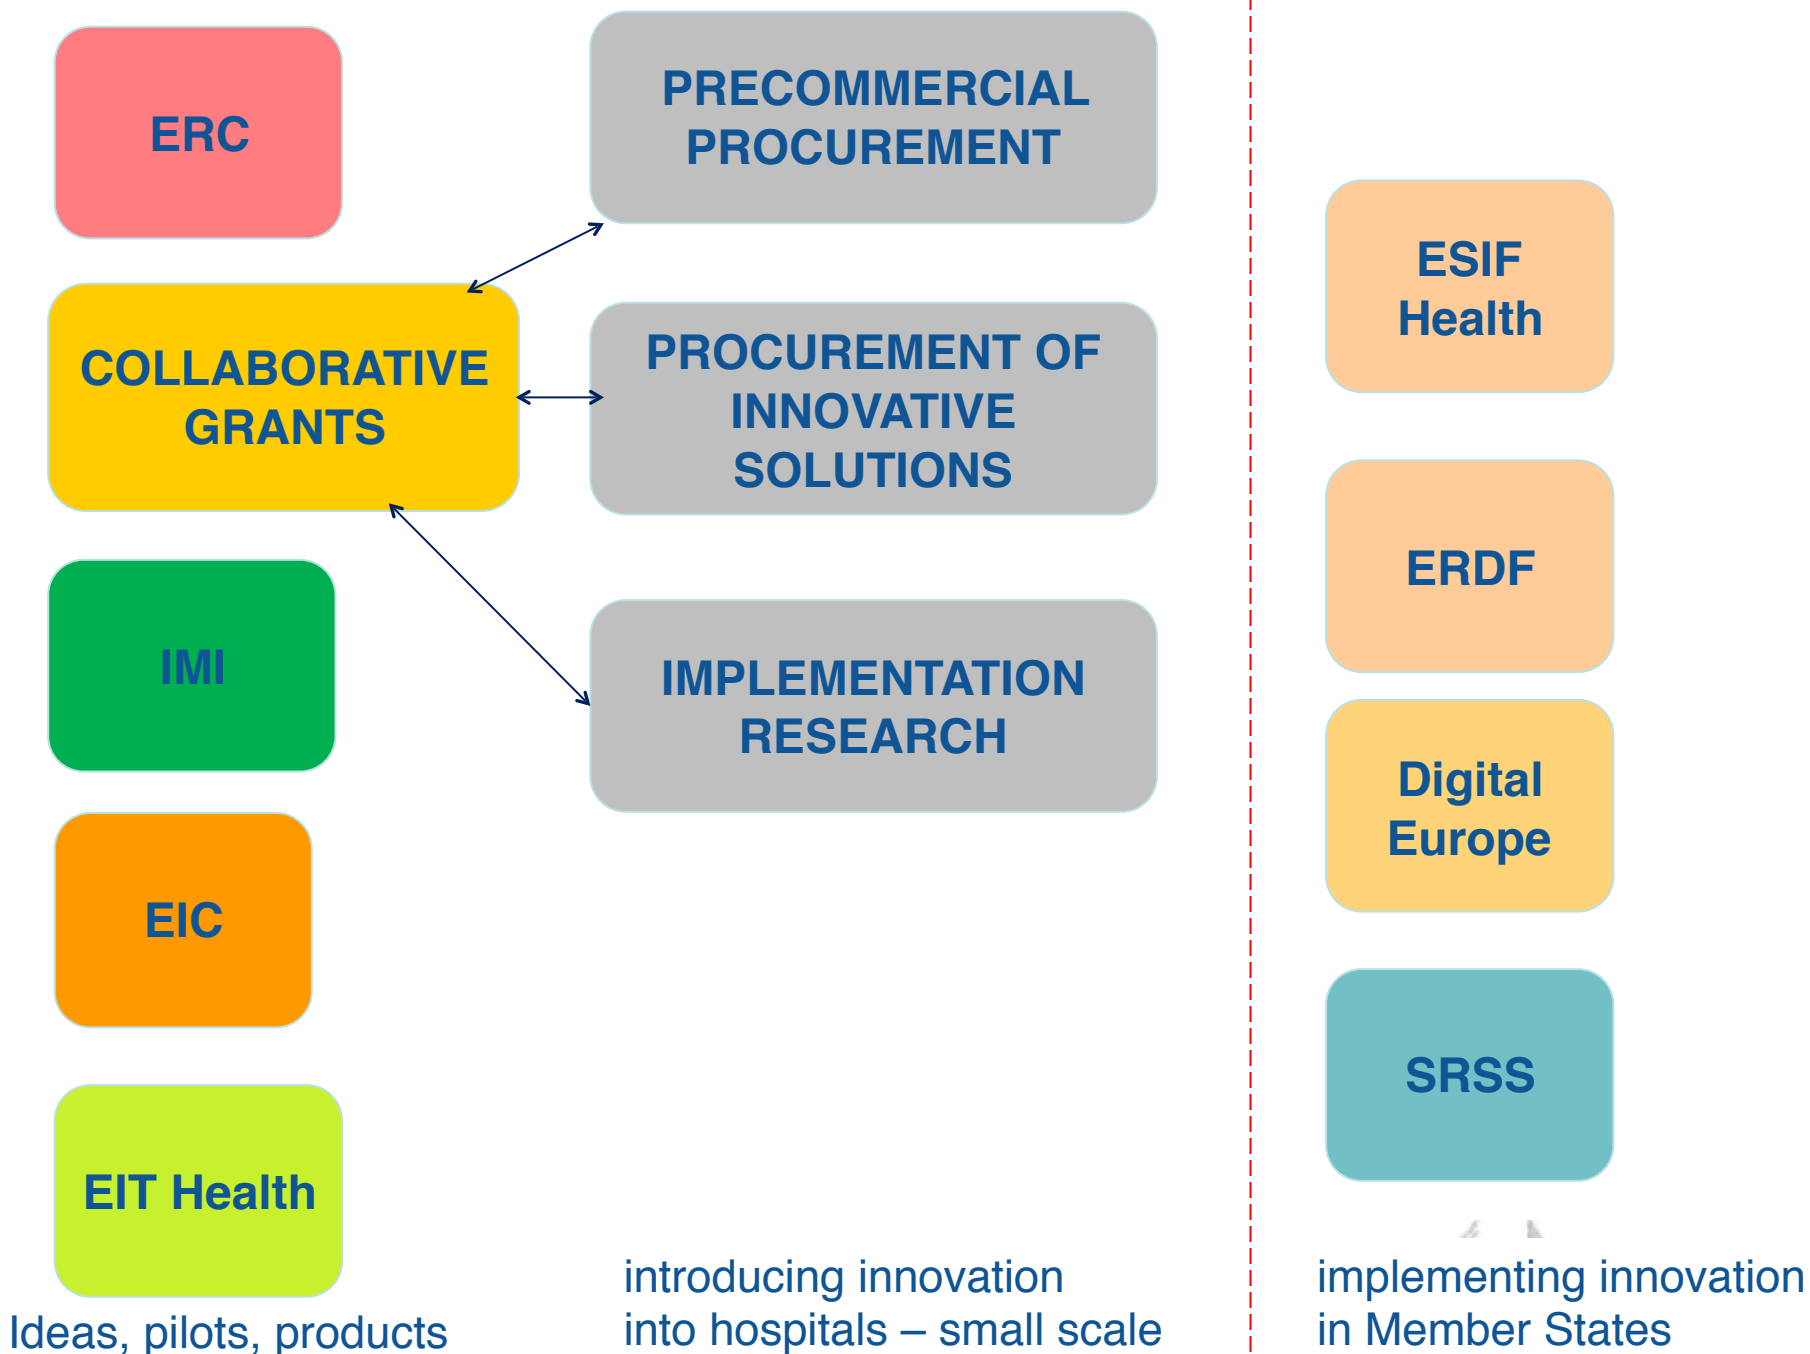 ERC
COLLABORATIVE
GRANTS
IMI
EIC
EIT Health
Ideas, pilots, products
PRECOMMERCIAL
PROCUREMENT
PROCUREMENT OF
INNOVATIVE
SOLUTIONS
IMPLEMENTATION
RESEARCH
introducing innovation
into hospitals – small scale
ESIF
Health
ERDF
Digital
Europe
SRSS
implementing innovation
in Member States